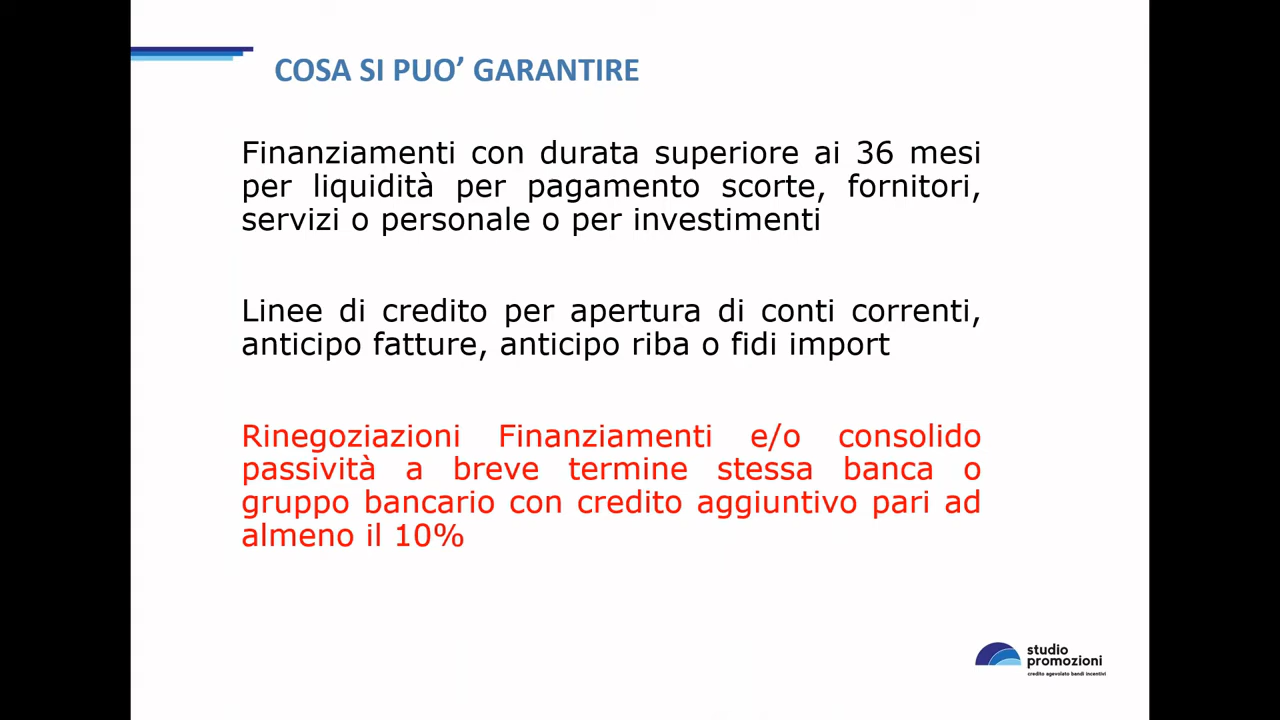 COSA SI PUO’ GARANTIRE
Finanziamenti con durata superiore ai 36 mesi
per liquidità per pagamento scorte, fornitori,
servizi o personale o per investimenti
Linee di credito per apertura di conti correnti,
anticipo fatture, anticipo riba o fidi import
Rinegoziazioni Finanziamenti e/o consolido
passività a breve termine stessa banca o
gruppo bancario con credito aggiuntivo pari ad
almeno il 10%
studio
promozioni
credito agevolato bandi incentivi